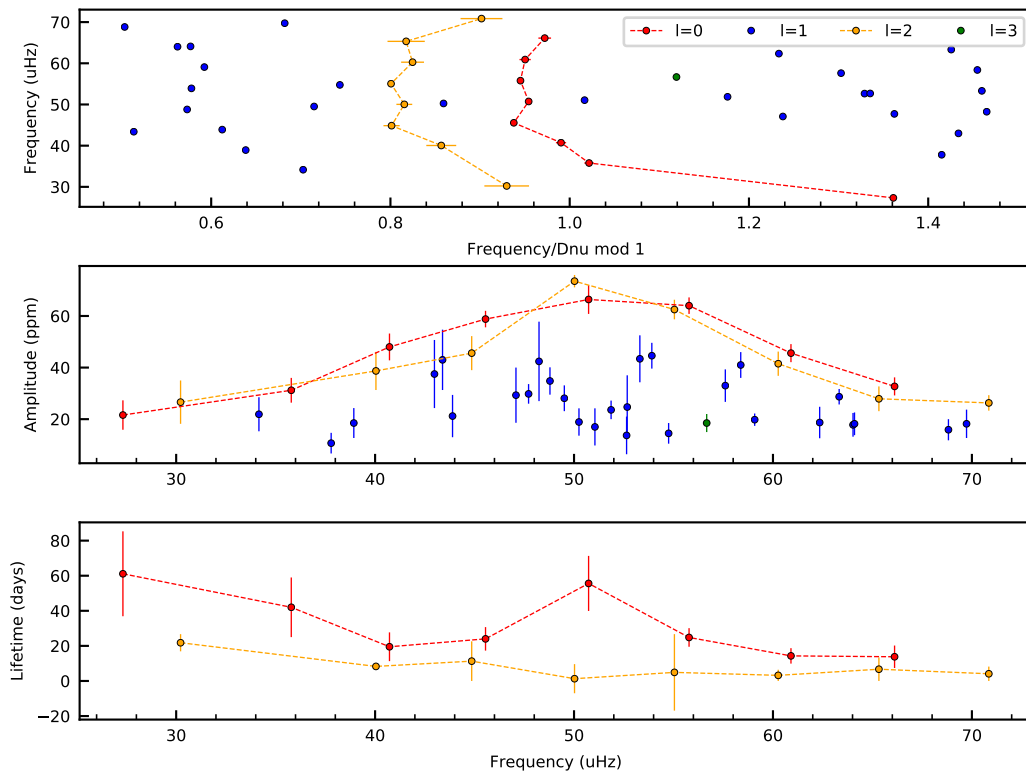 70
60
50
40
30
Frequency (uHz)
l=0 l=1 l=2 l=3
0.6 0.8 1.0 1.2 1.4
Frequency/Dnu mod 1
60
40
20
Amplitude (ppm)
30 40 50 60 70
80
60
40
20
0
−20
Lifetime (days)
30 40 50 60 70
Frequency (uHz)